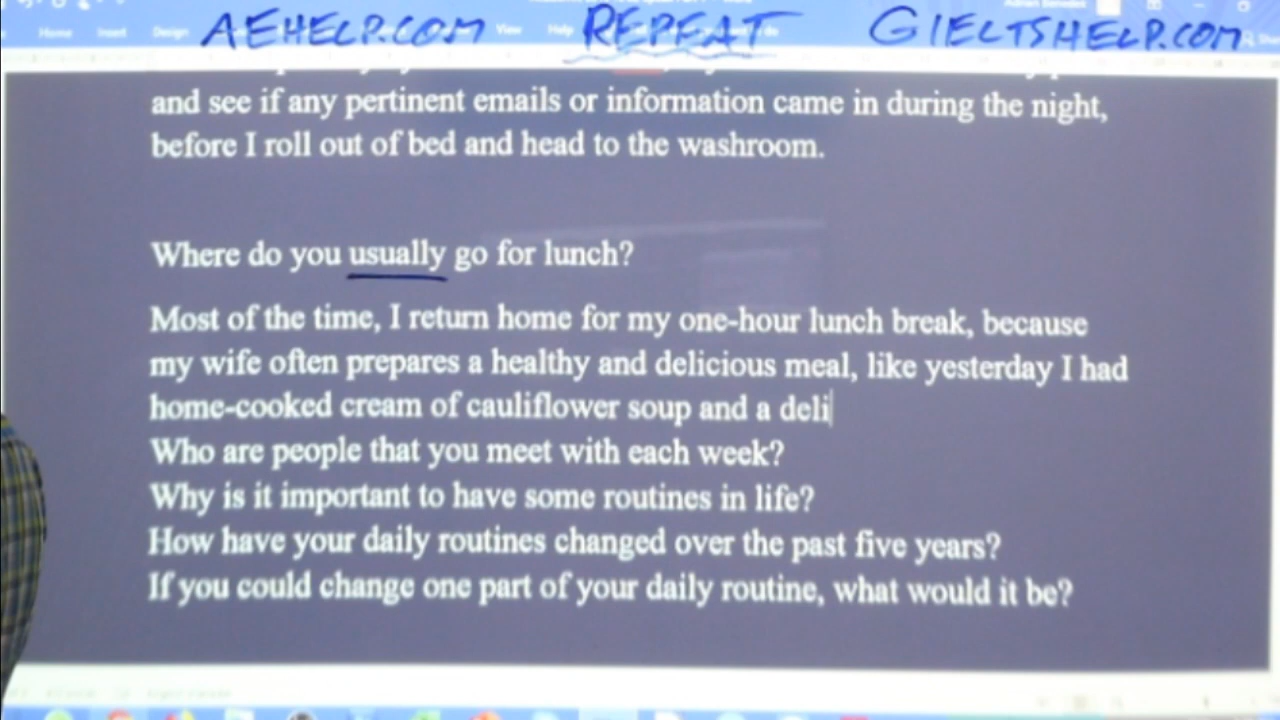 AEHELP.COM REPEAT GIELTSHELP.COM
Home Insert Design View Help
and see if any pertinent emails or information came in during the night,
before I roll out of bed and head to the washroom.
Where do you usually go for lunch?
Most of the time, I return home for my one-hour lunch break, because
my wife often prepares a healthy and delicious meal, like yesterday I had
home-cooked cream of cauliflower soup and a deli
Who are people that you meet with each week?
Why is it important to have some routines in life?
How have your daily routines changed over the past five years?
If you could change one part of your daily routine, what would it be?